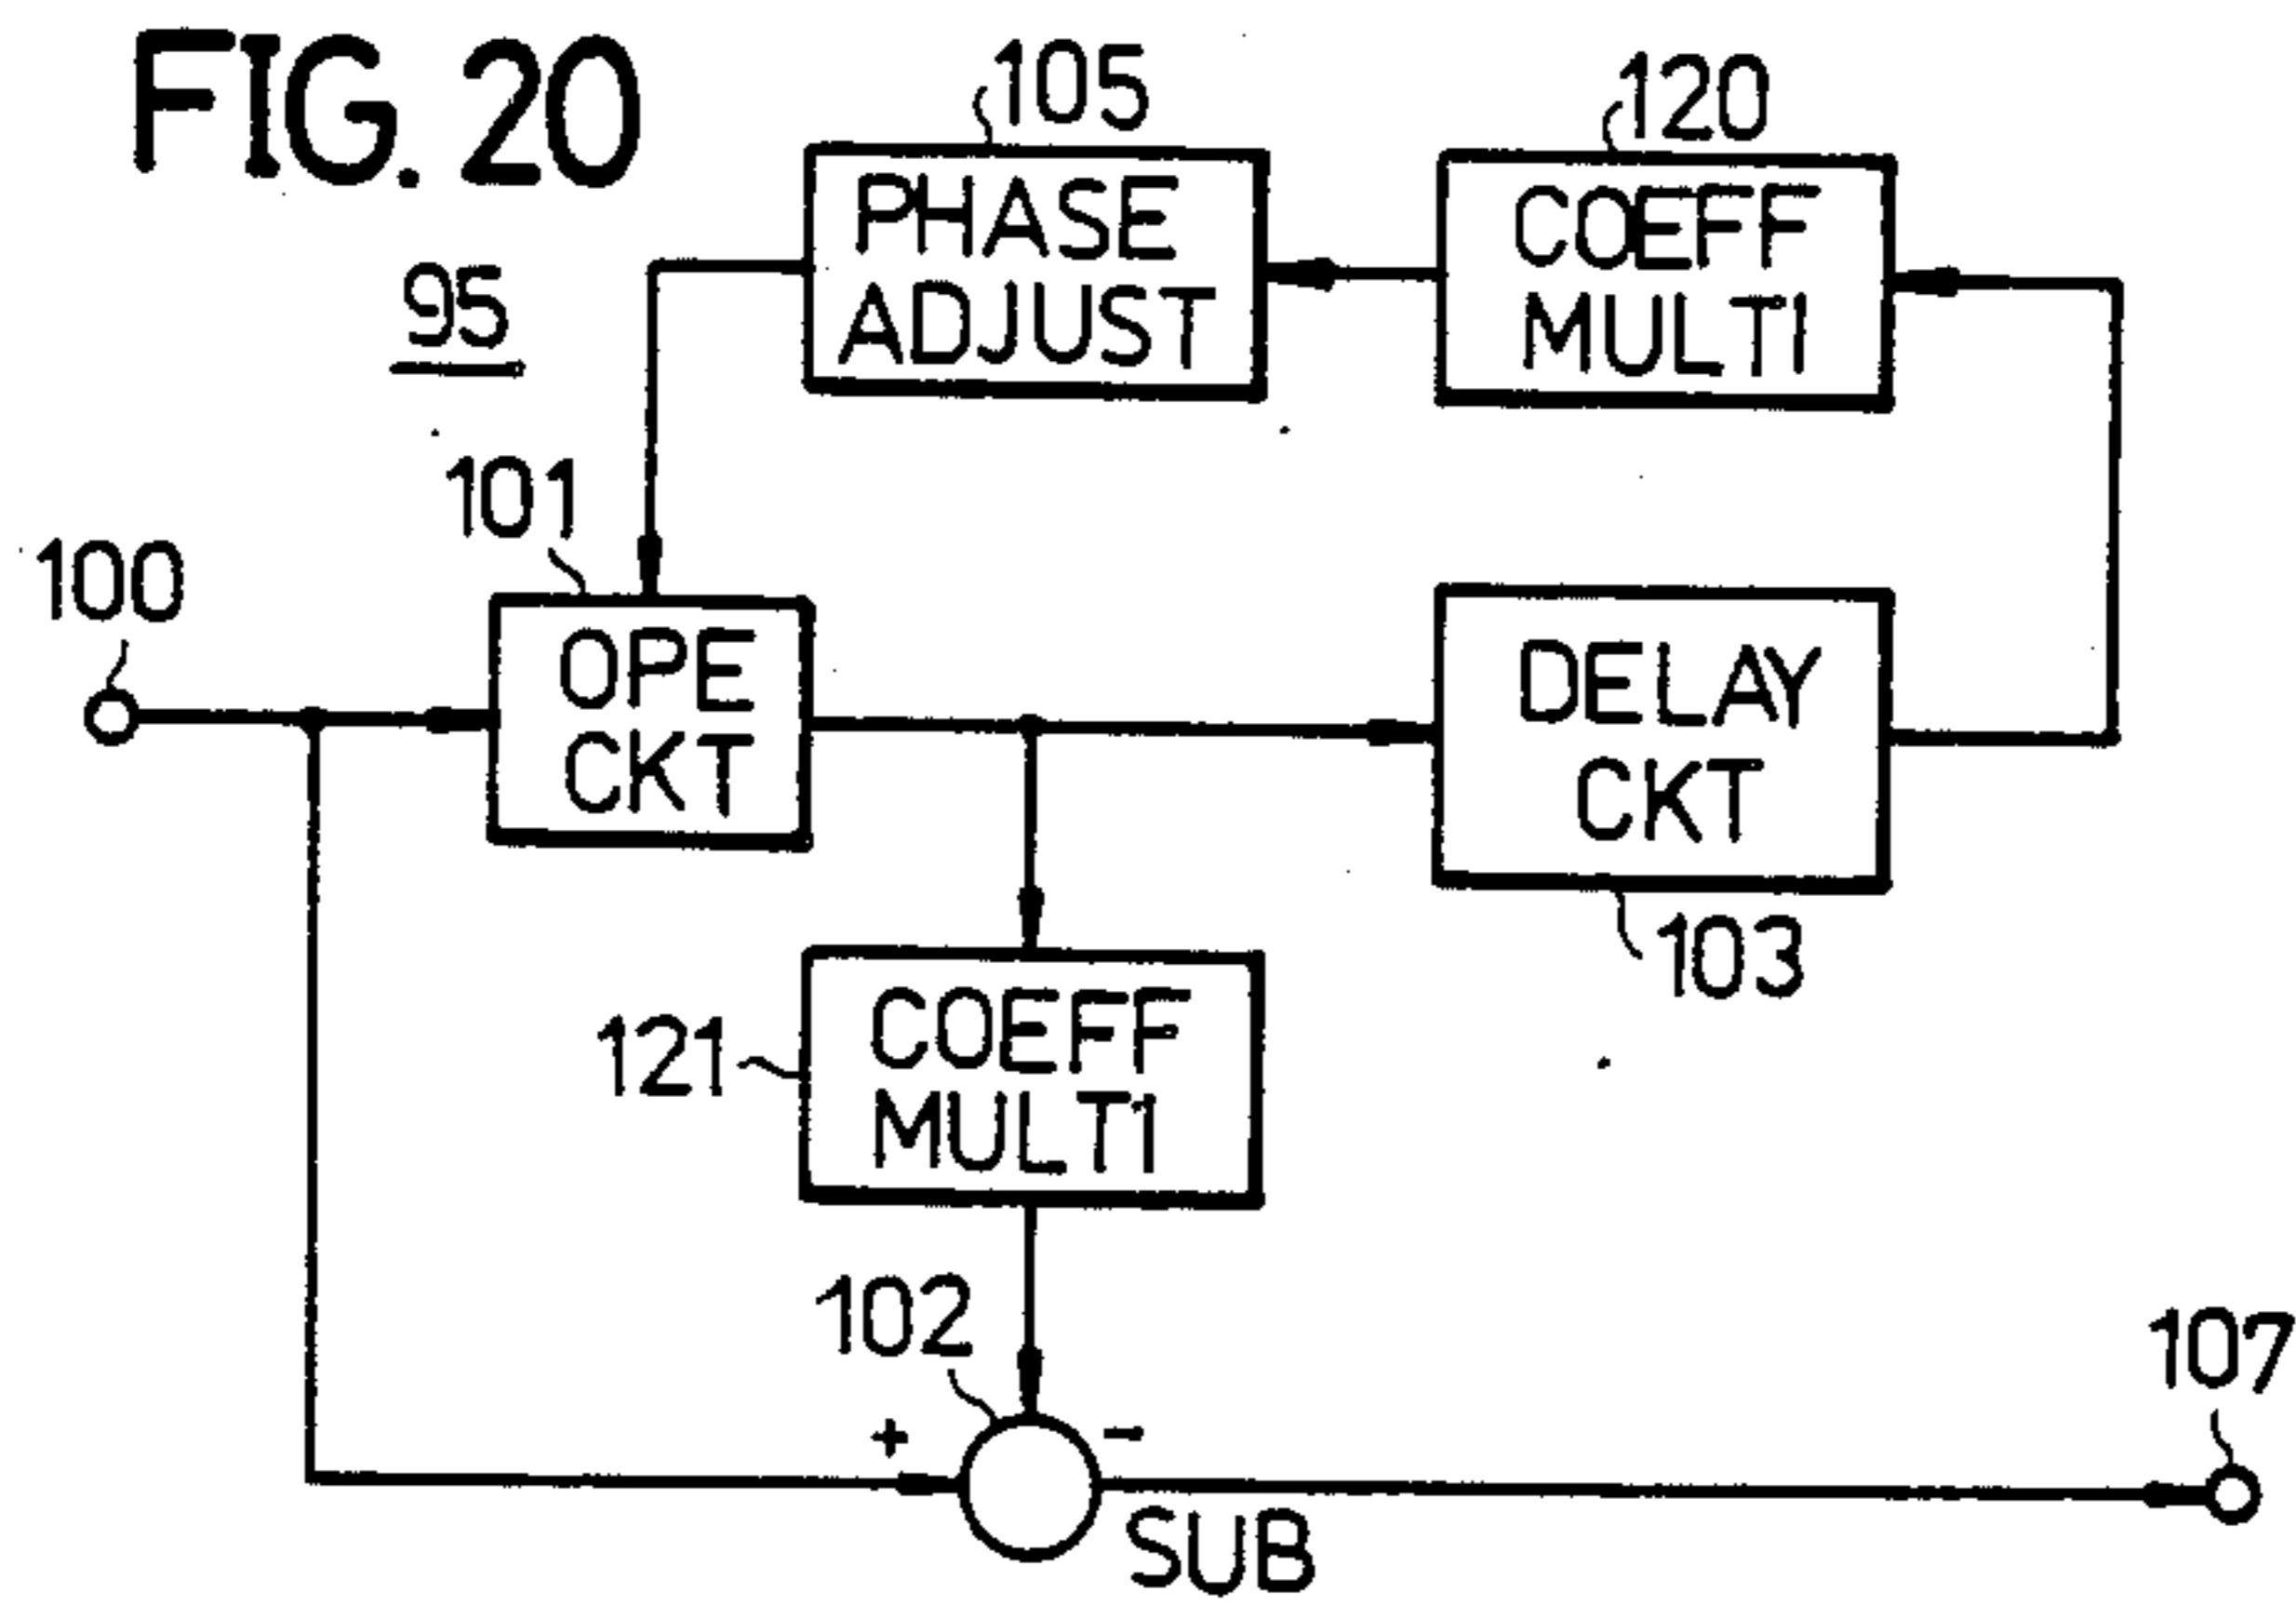 FIG. 20
95
105
PHASE
ADJUST
120
COEFF
MULTI
100
101
OPE
CKT
DELAY
CKT
103
121
COEFF
MULTI
102
+
-
SUB
107